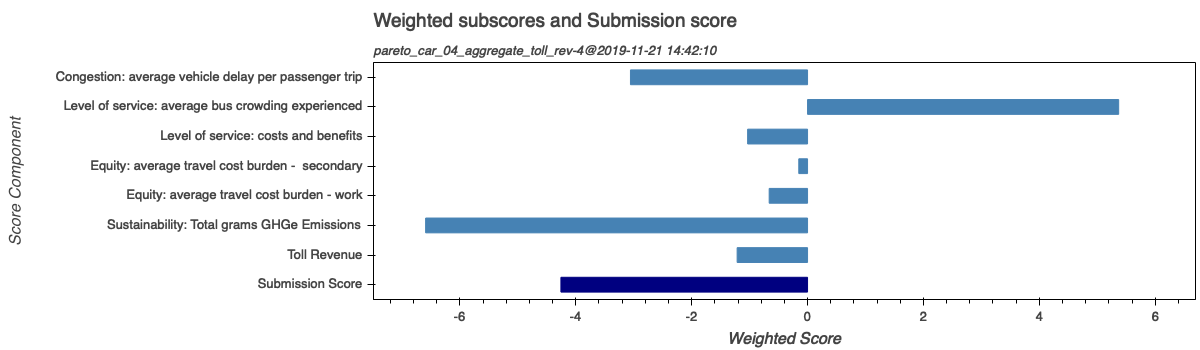 Weighted subscores and Submission score
pareto_car_04_aggregate_toll_rev-4@2019-11-21 14:42:10
Congestion: average vehicle delay per passenger trip
Level of service: average bus crowding experienced
Level of service: costs and benefits
Equity: average travel cost burden -  secondary
Equity: average travel cost burden - work
Sustainability: Total grams GHGe Emissions
Toll Revenue
Submission Score
Score Component
-6 -4 -2 0 2 4 6
Weighted Score